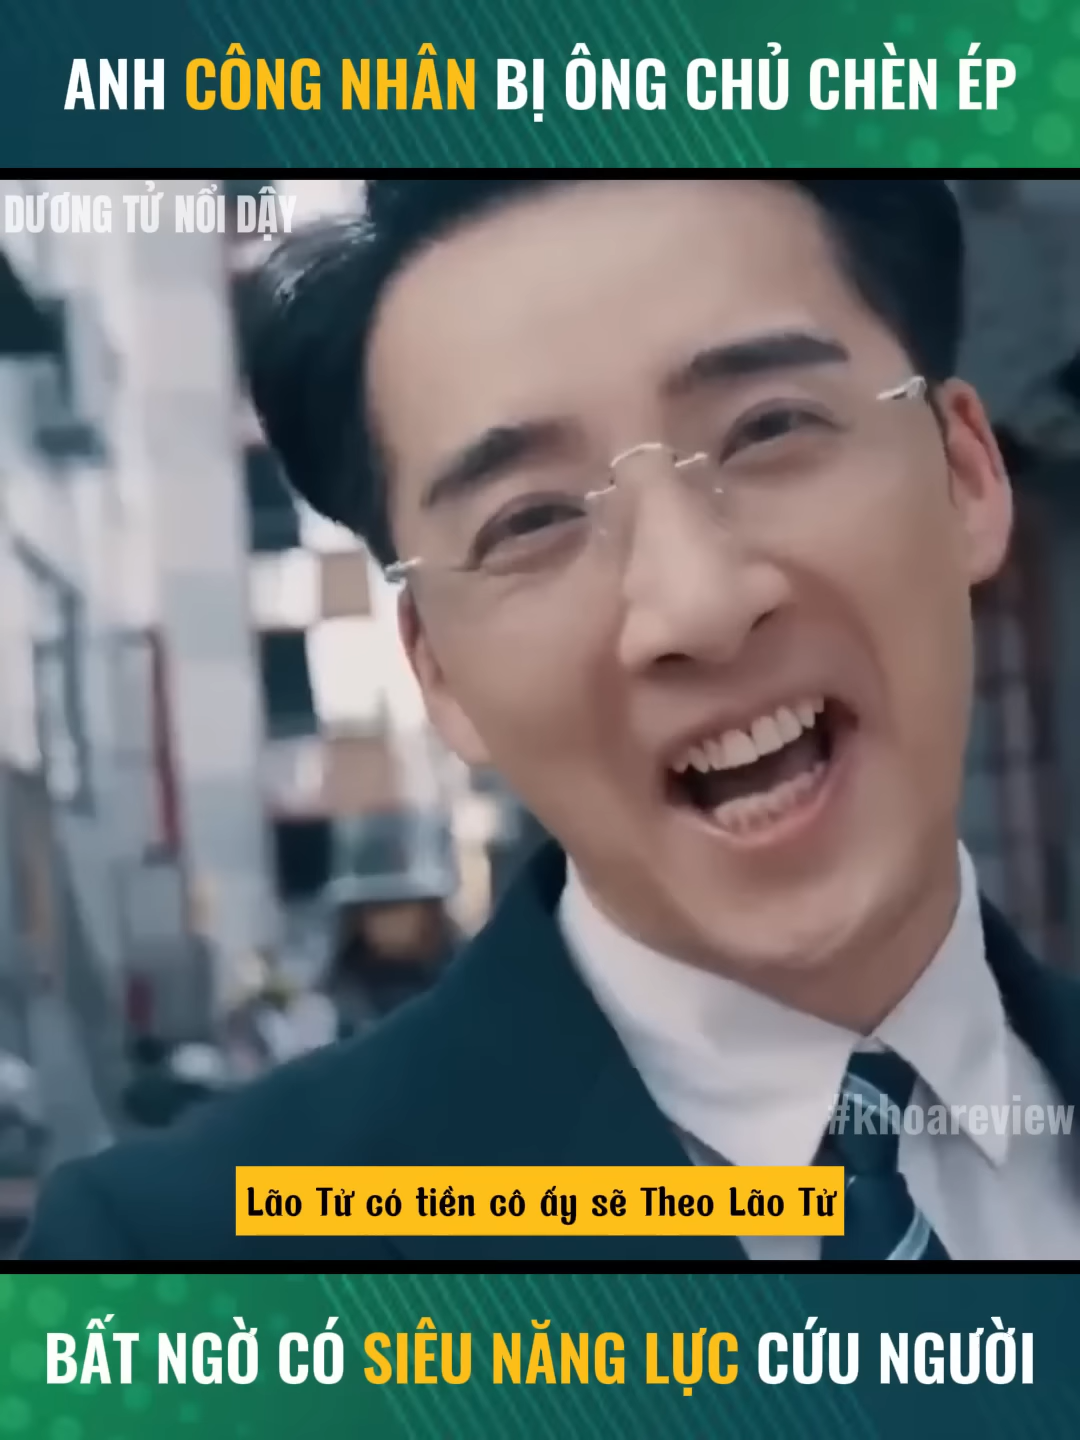 ANH CÔNG NHÂN BỊ ÔNG CHỦ CHÈN ÉP
DƯƠNG TỬ NỔI DẬY
#khoareview
Lão Tử có tiền cô ấy sẽ Theo Lão Tử
BẤT NGỜ CÓ SIÊU NĂNG LỰC CỨU NGƯỜI